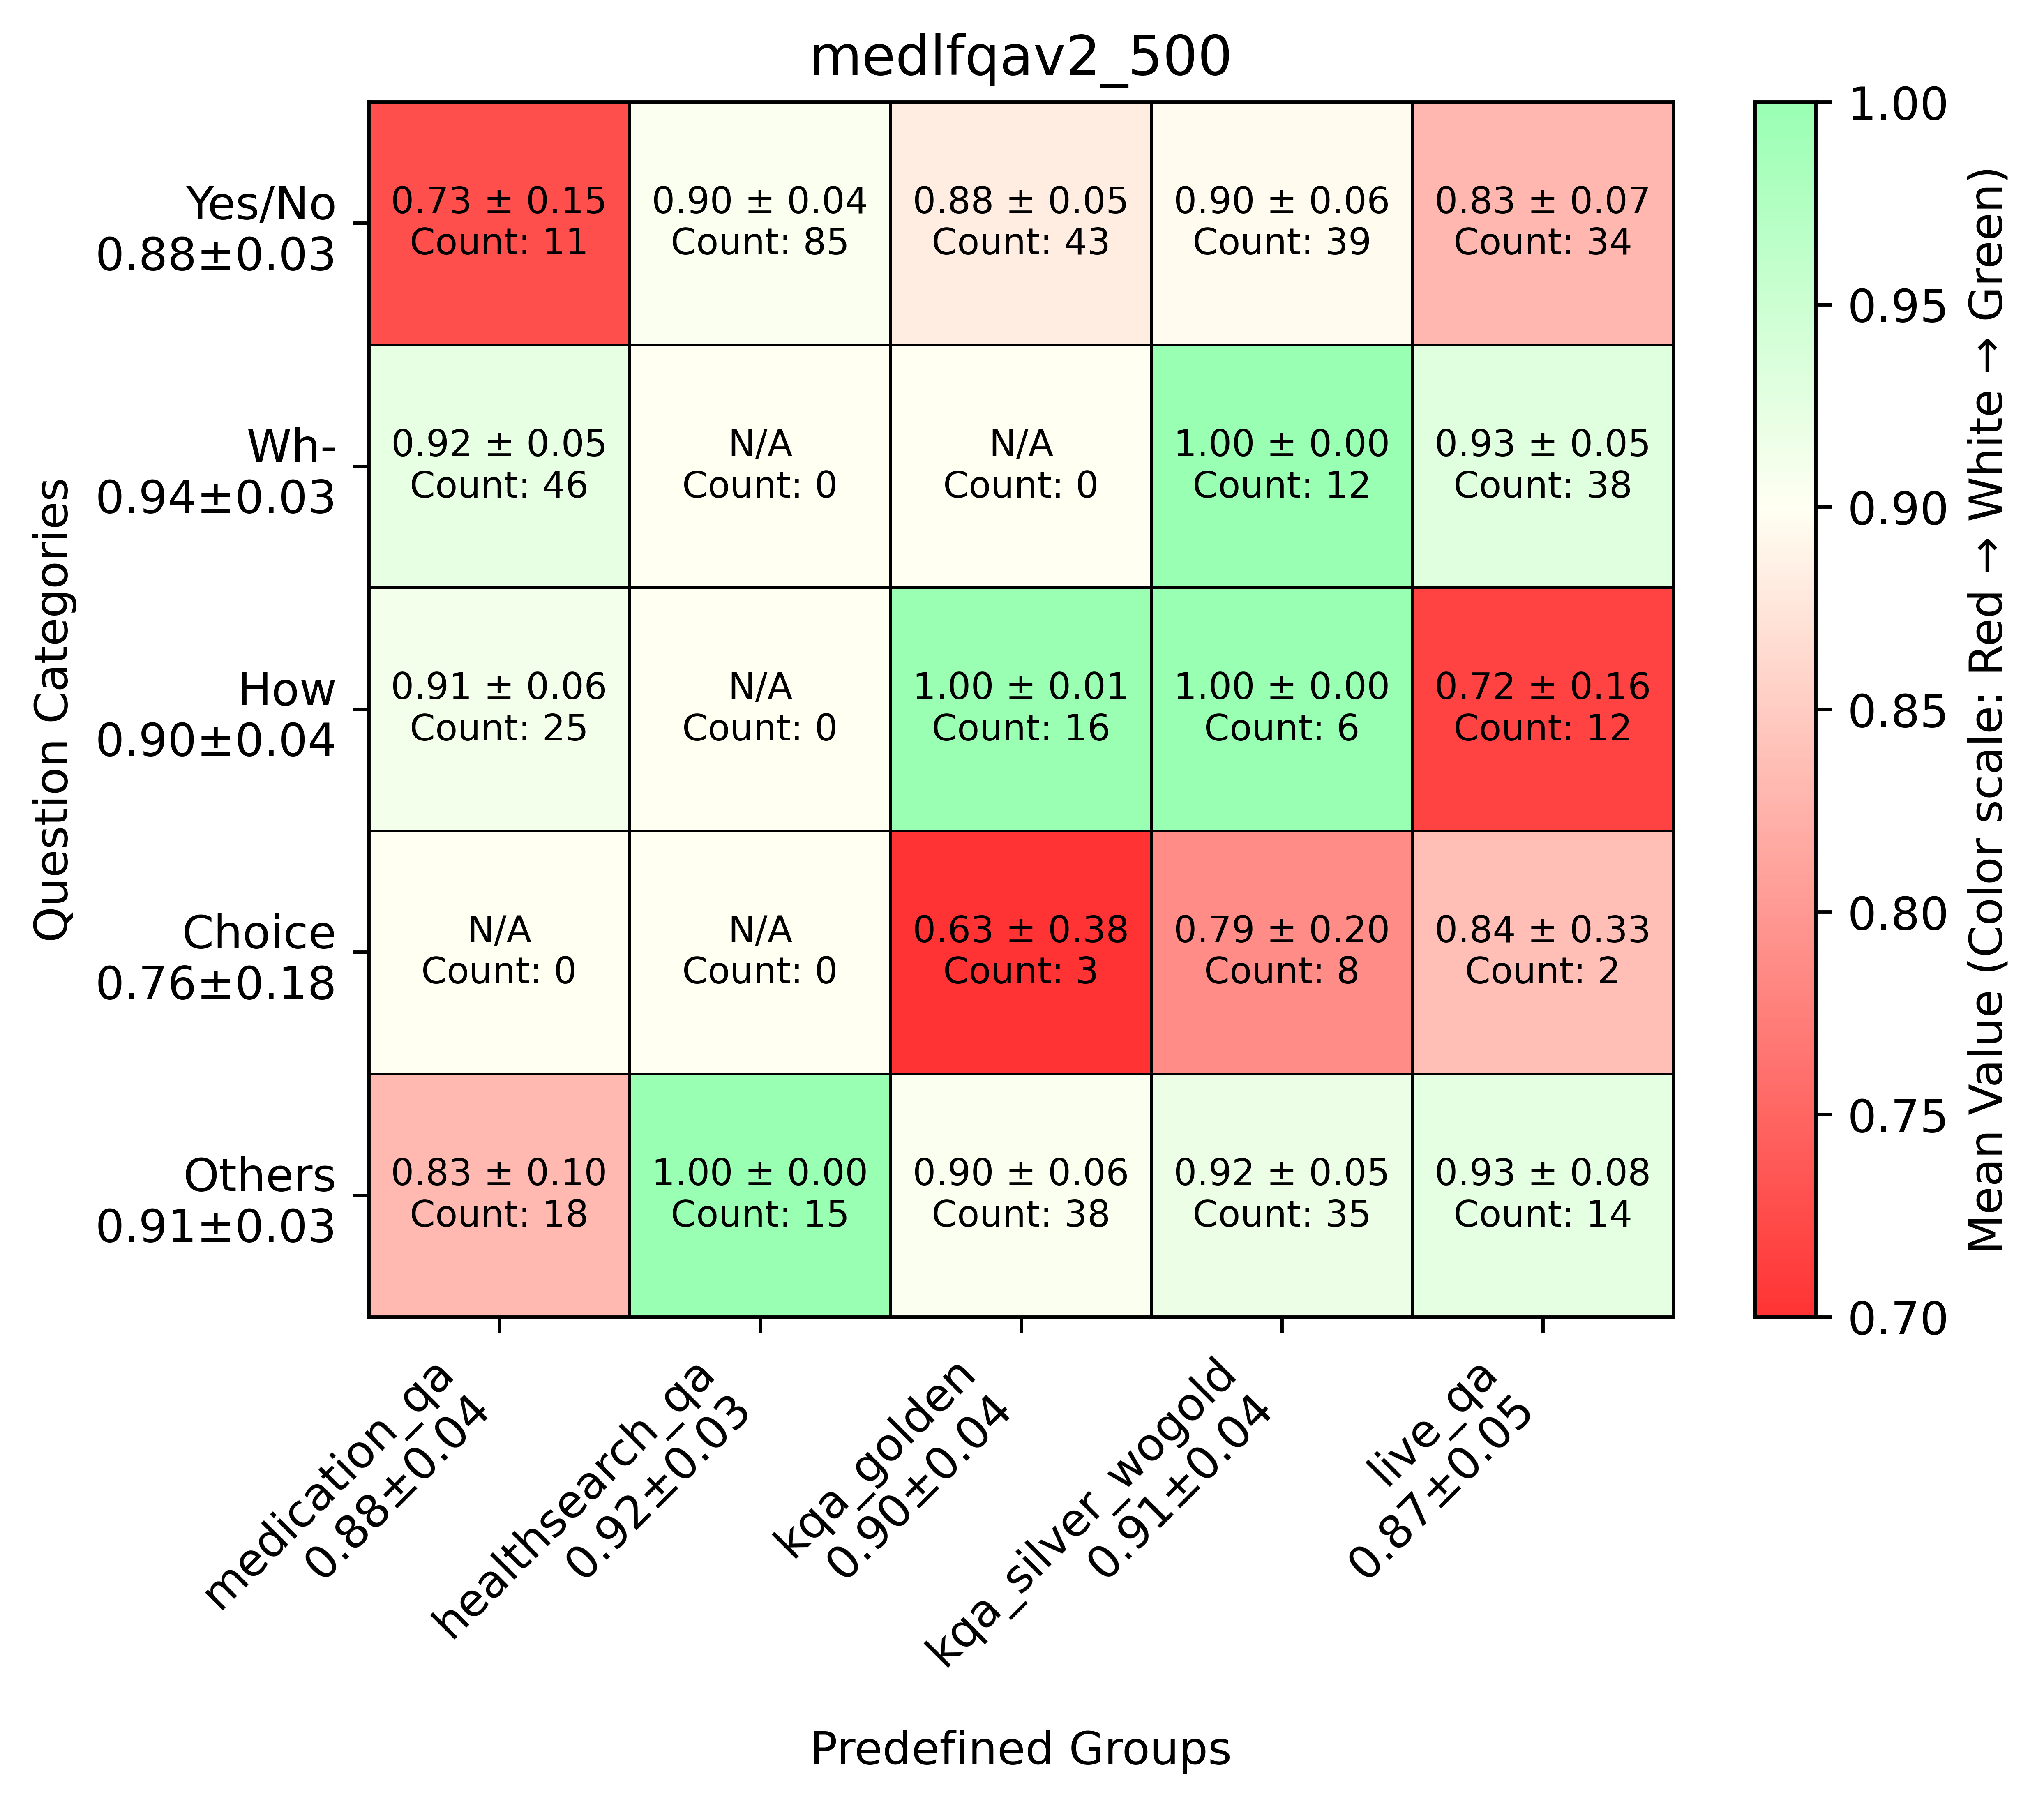 medlfqav2_500
Yes/No
0.88±0.03
0.73 ± 0.15
Count: 11
0.90 ± 0.04
Count: 85
0.88 ± 0.05
Count: 43
0.90 ± 0.06
Count: 39
0.83 ± 0.07
Count: 34
Wh-
0.94±0.03
0.92 ± 0.05
Count: 46
N/A
Count: 0
N/A
Count: 0
1.00 ± 0.00
Count: 12
0.93 ± 0.05
Count: 38
How
0.90±0.04
0.91 ± 0.06
Count: 25
N/A
Count: 0
1.00 ± 0.01
Count: 16
1.00 ± 0.00
Count: 6
0.72 ± 0.16
Count: 12
Choice
0.76±0.18
N/A
Count: 0
N/A
Count: 0
0.63 ± 0.38
Count: 3
0.79 ± 0.20
Count: 8
0.84 ± 0.33
Count: 2
Others
0.91±0.03
0.83 ± 0.10
Count: 18
1.00 ± 0.00
Count: 15
0.90 ± 0.06
Count: 38
0.92 ± 0.05
Count: 35
0.93 ± 0.08
Count: 14
Question Categories
medication_qa
0.88±0.04
healthsearch_qa
0.92±0.03
kqa_golden
0.90±0.04
kqa_silver_wogold
0.91±0.04
live_qa
0.87±0.05
Predefined Groups
1.00
0.95
0.90
0.85
0.80
0.75
0.70
Mean Value (Color scale: Red → White → Green)